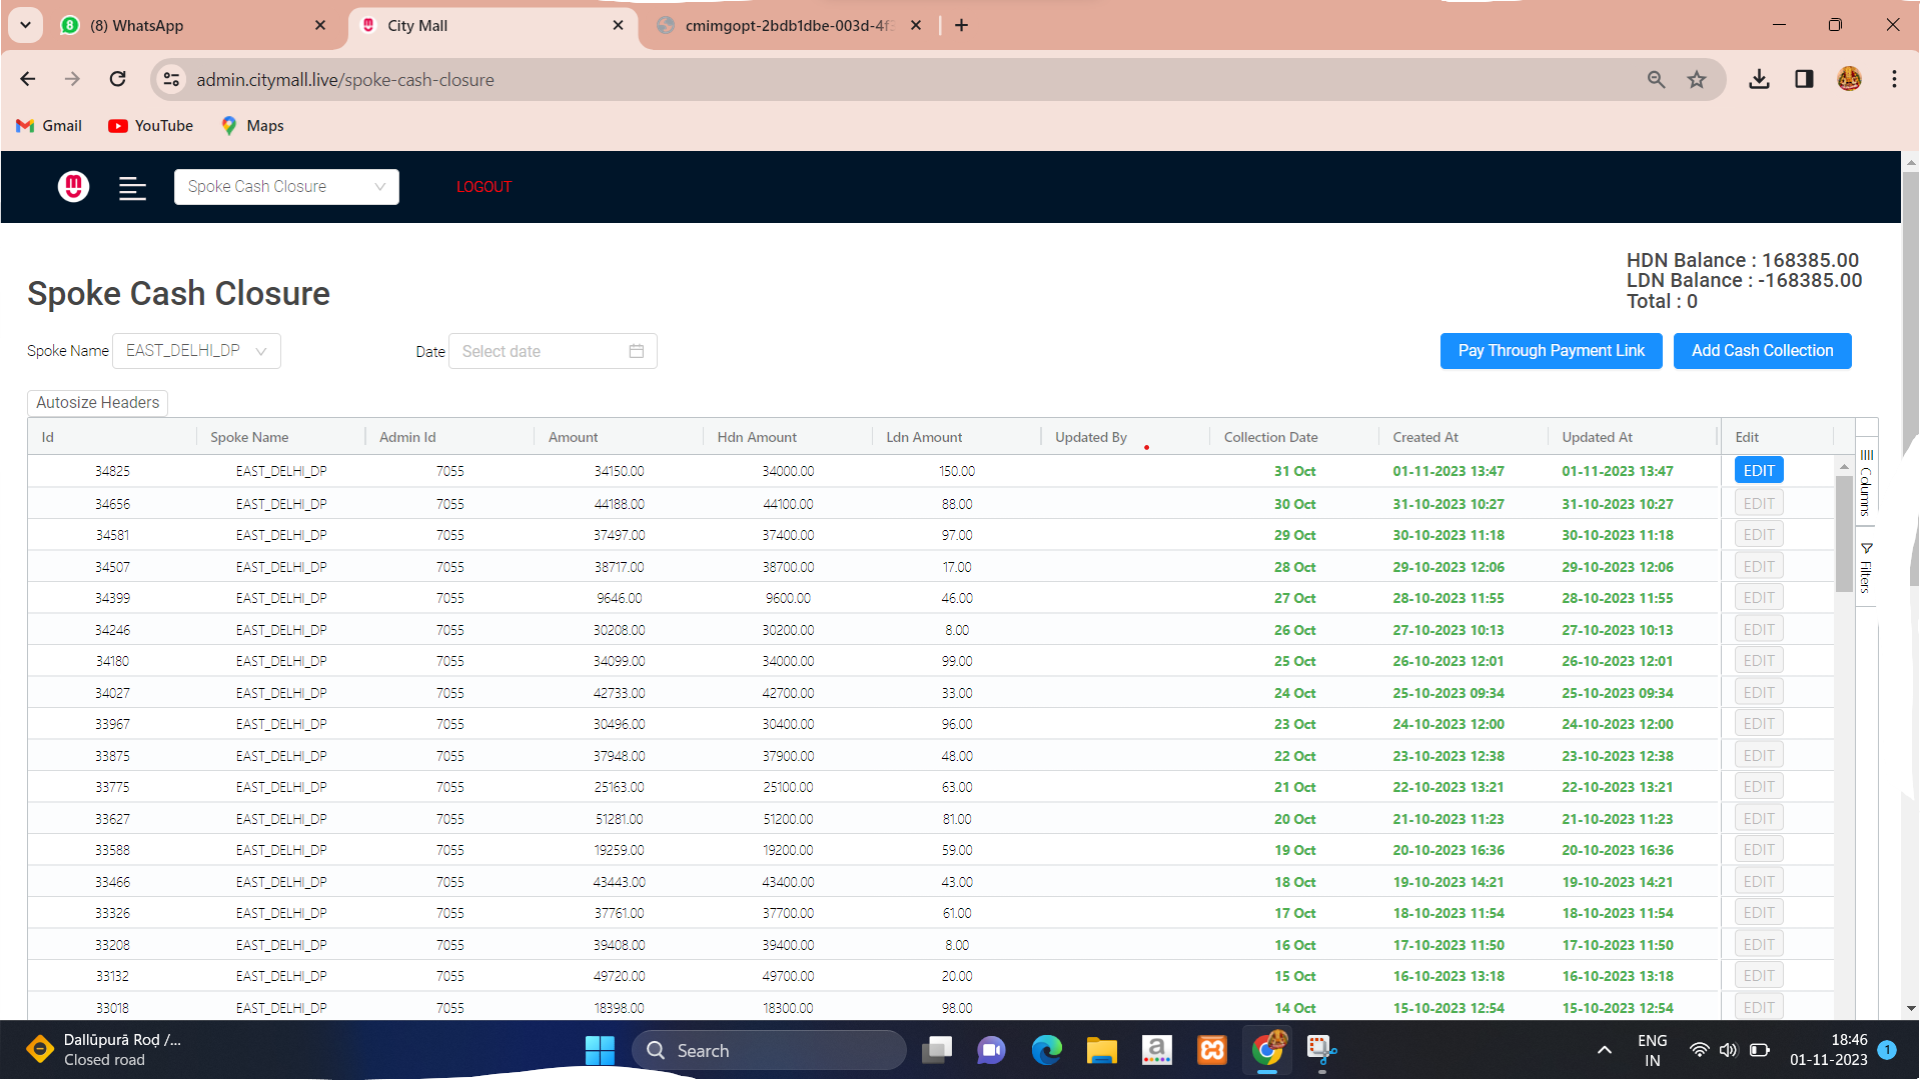 (8) WhatsApp
City Mall
cmimgopt-2bdb1dbe-003d-4f3
admin.citymall.live/spoke-cash-closure
Gmail
YouTube
Maps
Spoke Cash Closure
LOGOUT
HDN Balance : 168385.00
LDN Balance : -168385.00
Total : 0
Spoke Cash Closure
Spoke Name EAST_DELHI_DP Date Select date Pay Through Payment Link Add Cash Collection
Autosize Headers
Id Spoke Name Admin Id Amount Hdn Amount Ldn Amount Updated By Collection Date Created At Updated At Edit
34825 EAST_DELHI_DP 7055 34150.00 34000.00 150.00 31 Oct 01-11-2023 13:47 01-11-2023 13:47 EDIT
34656 EAST_DELHI_DP 7055 44188.00 44100.00 88.00 30 Oct 31-10-2023 10:27 31-10-2023 10:27 EDIT
34581 EAST_DELHI_DP 7055 37497.00 37400.00 97.00 29 Oct 30-10-2023 11:18 30-10-2023 11:18 EDIT
34507 EAST_DELHI_DP 7055 38717.00 38700.00 17.00 28 Oct 29-10-2023 12:06 29-10-2023 12:06 EDIT
34399 EAST_DELHI_DP 7055 9646.00 9600.00 46.00 27 Oct 28-10-2023 11:55 28-10-2023 11:55 EDIT
34246 EAST_DELHI_DP 7055 30208.00 30200.00 8.00 26 Oct 27-10-2023 10:13 27-10-2023 10:13 EDIT
34180 EAST_DELHI_DP 7055 34099.00 34000.00 99.00 25 Oct 26-10-2023 12:01 26-10-2023 12:01 EDIT
34027 EAST_DELHI_DP 7055 42733.00 42700.00 33.00 24 Oct 25-10-2023 09:34 25-10-2023 09:34 EDIT
33967 EAST_DELHI_DP 7055 30496.00 30400.00 96.00 23 Oct 24-10-2023 12:00 24-10-2023 12:00 EDIT
33875 EAST_DELHI_DP 7055 37948.00 37900.00 48.00 22 Oct 23-10-2023 12:38 23-10-2023 12:38 EDIT
33775 EAST_DELHI_DP 7055 25163.00 25100.00 63.00 21 Oct 22-10-2023 13:21 22-10-2023 13:21 EDIT
33627 EAST_DELHI_DP 7055 51281.00 51200.00 81.00 20 Oct 21-10-2023 11:23 21-10-2023 11:23 EDIT
33588 EAST_DELHI_DP 7055 19259.00 19200.00 59.00 19 Oct 20-10-2023 16:36 20-10-2023 16:36 EDIT
33466 EAST_DELHI_DP 7055 43443.00 43400.00 43.00 18 Oct 19-10-2023 14:21 19-10-2023 14:21 EDIT
33326 EAST_DELHI_DP 7055 37761.00 37700.00 61.00 17 Oct 18-10-2023 11:54 18-10-2023 11:54 EDIT
33208 EAST_DELHI_DP 7055 39408.00 39400.00 8.00 16 Oct 17-10-2023 11:50 17-10-2023 11:50 EDIT
33132 EAST_DELHI_DP 7055 49720.00 49700.00 20.00 15 Oct 16-10-2023 13:18 16-10-2023 13:18 EDIT
33018 EAST_DELHI_DP 7055 18398.00 18300.00 98.00 14 Oct 15-10-2023 12:54 15-10-2023 12:54 EDIT
Columns
Filters
Dallūpurā Roḍ /...
Closed road
Search
ENG
IN
18:46
01-11-2023
1